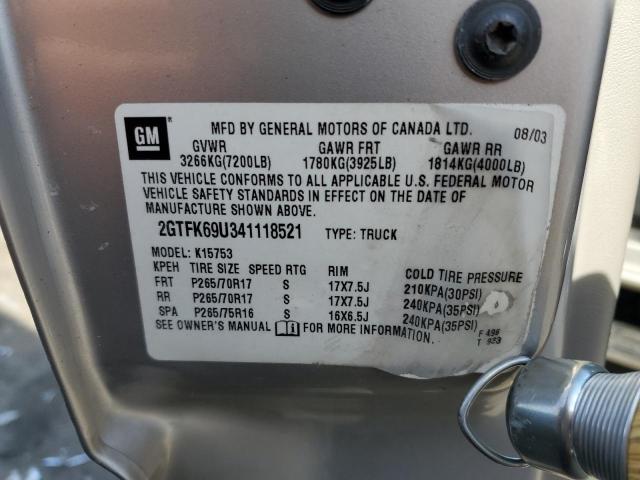 GM ®
MFD BY GENERAL MOTORS OF CANADA LTD. 08/03
GVWR GAWR FRT GAWR RR
3266KG(7200LB) 1780KG(3925LB) 1814KG(4000LB)
THIS VEHICLE CONFORMS TO ALL APPLICABLE U.S. FEDERAL MOTOR
VEHICLE SAFETY STANDARDS IN EFFECT ON THE DATE OF
MANUFACTURE SHOWN ABOVE.
2GTFK69U341118521 TYPE: TRUCK
MODEL: K15753
KPEH TIRE SIZE SPEED RTG RIM COLD TIRE PRESSURE
FRT P265/70R17 S 17X7.5J 210KPA(30PSI)
RR P265/70R17 S 17X7.5J 240KPA(35PSI)
SPA P265/75R16 S 16X6.5J 240KPA(35PSI)
SEE OWNER'S MANUAL FOR MORE INFORMATION.
F 496
T 933